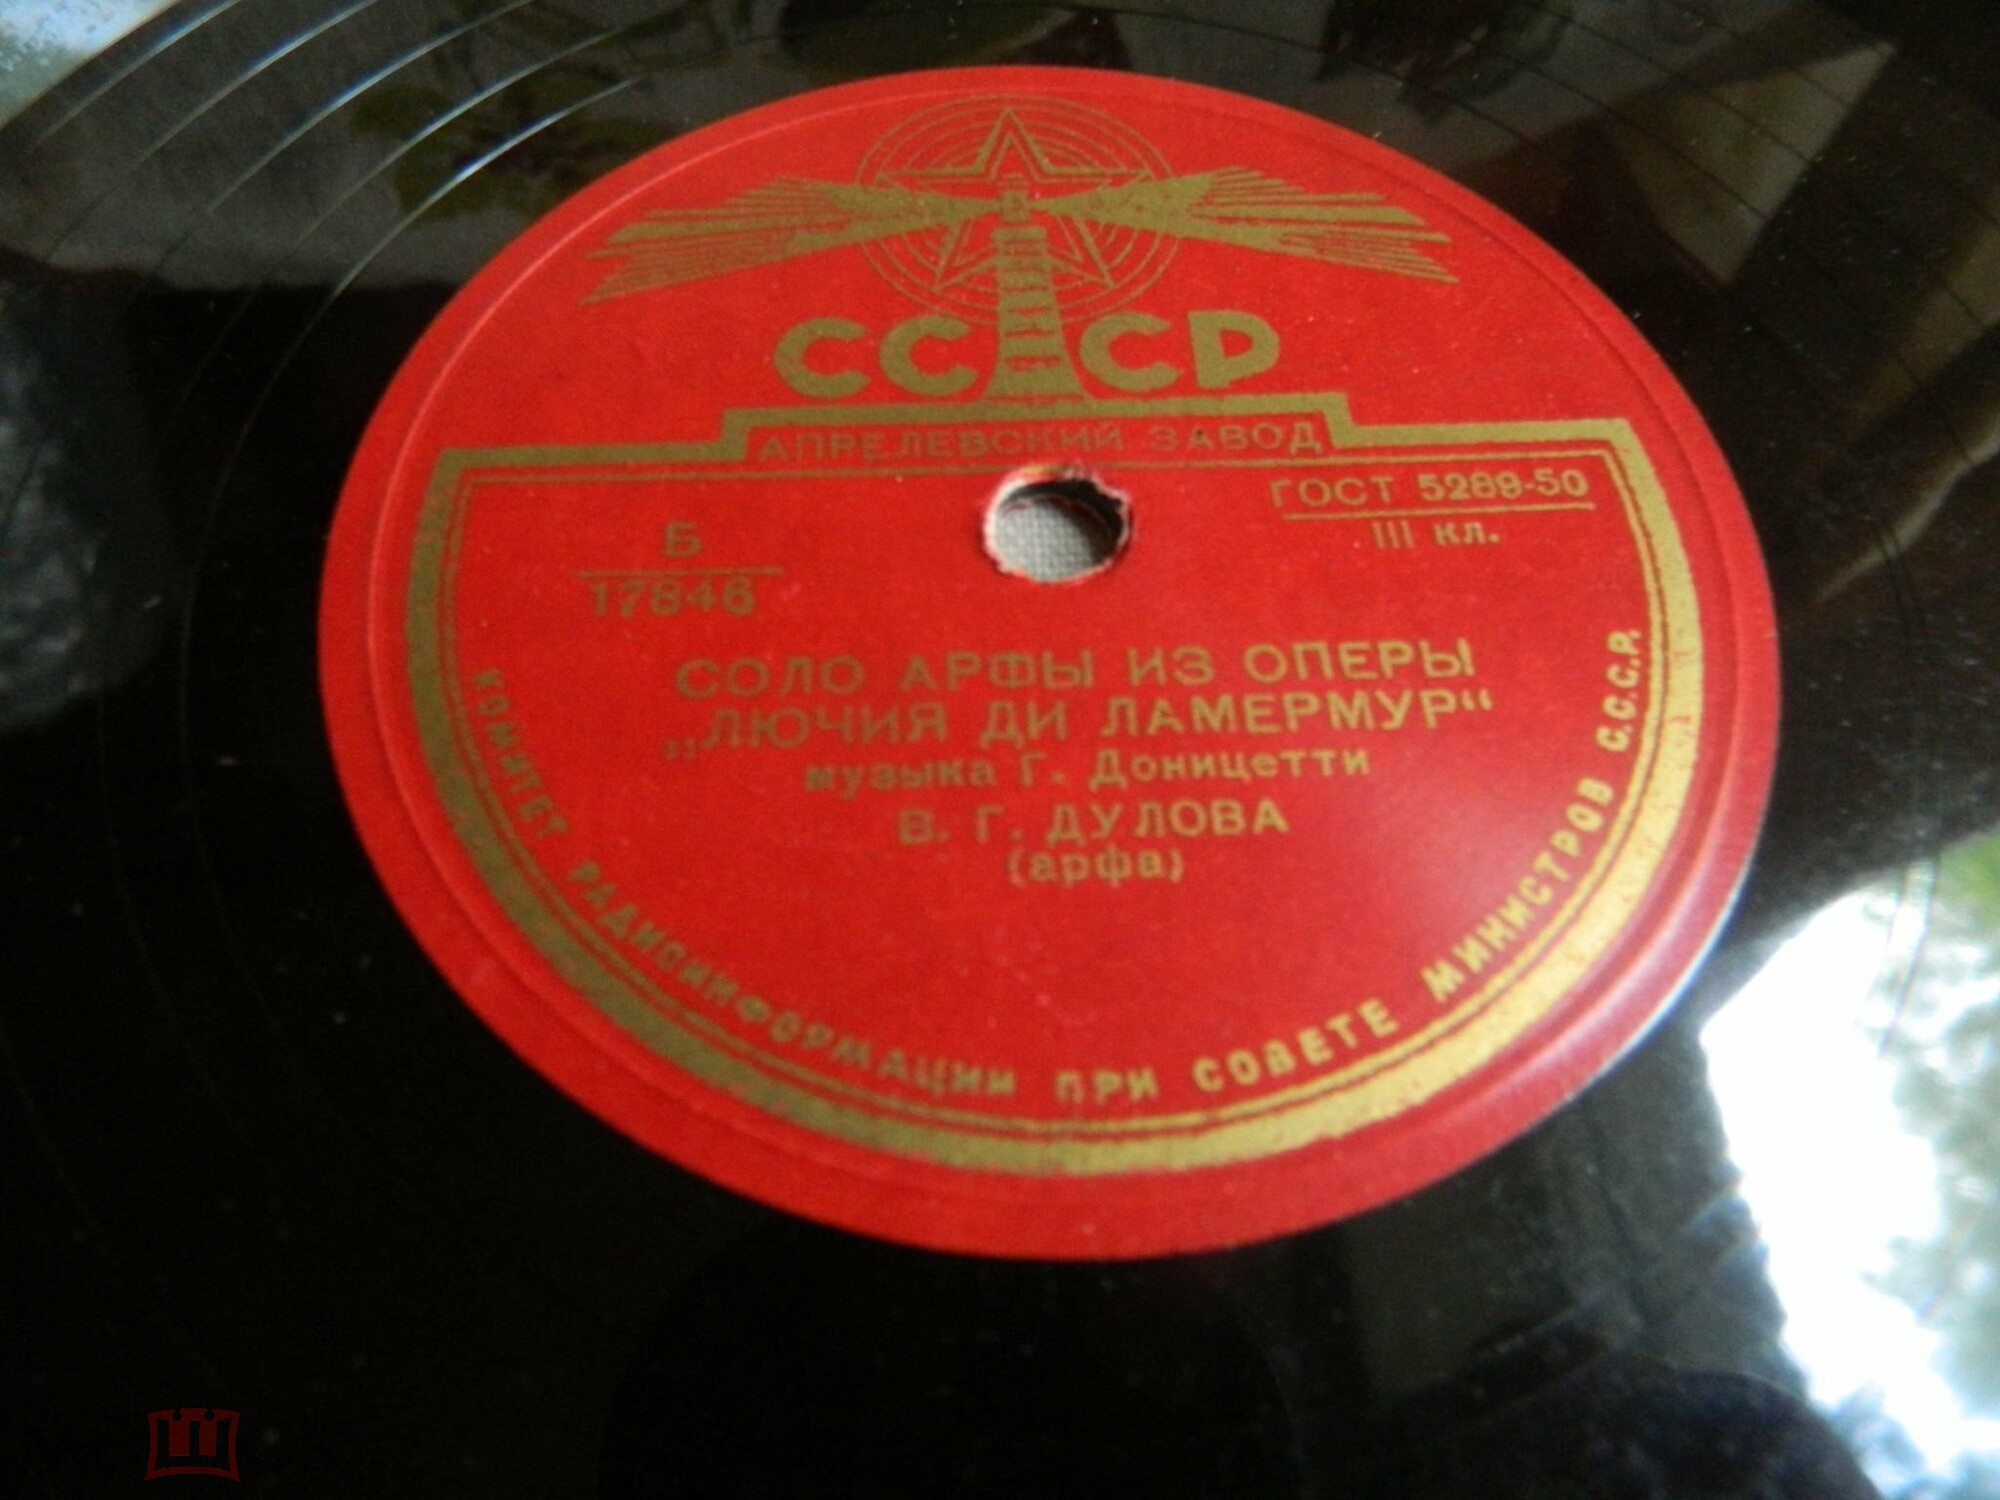 СССР
АПРЕЛЕВСКИЙ ЗАВОД
ГОСТ 5289-50
III кл.
Б
17846
СОЛО АРФЫ ИЗ ОПЕРЫ
„ЛЮЧИЯ ДИ ЛАМЕРМУР“
музыка Г. Доницетти
В. Г. ДУЛОВА
(арфа)
КОМИТЕТ РАДИОИНФОРМАЦИИ ПРИ СОВЕТЕ МИНИСТРОВ С.С.С.Р.